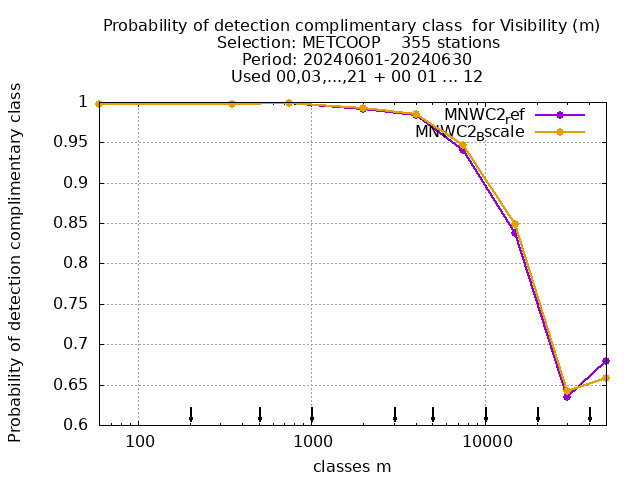 Probability of detection complimentary class  for Visibility (m)
Selection: METCOOP    355 stations
Period: 20240601-20240630
Used 00,03,...,21 + 00 01 ... 12
Probability of detection complimentary class
1
0.95
0.9
0.85
0.8
0.75
0.7
0.65
0.6
MNWC2ref
MNWC2Bscale
100
1000
10000
classes m